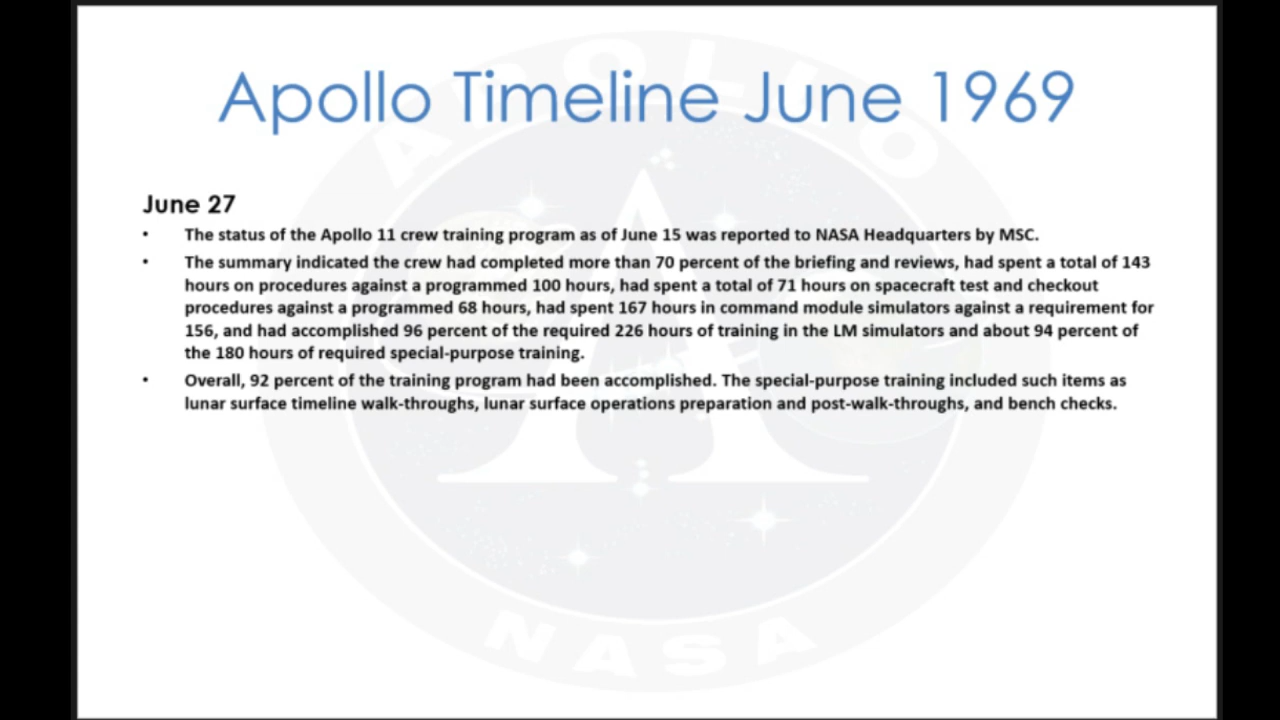 Apollo Timeline June 1969
June 27
• The status of the Apollo 11 crew training program as of June 15 was reported to NASA Headquarters by MSC.
• The summary indicated the crew had completed more than 70 percent of the briefing and reviews, had spent a total of 143
hours on procedures against a programmed 100 hours, had spent a total of 71 hours on spacecraft test and checkout
procedures against a programmed 68 hours, had spent 167 hours in command module simulators against a requirement for
156, and had accomplished 96 percent of the required 226 hours of training in the LM simulators and about 94 percent of
the 180 hours of required special-purpose training.
• Overall, 92 percent of the training program had been accomplished. The special-purpose training included such items as
lunar surface timeline walk-throughs, lunar surface operations preparation and post-walk-throughs, and bench checks.
APOLLO
A
NASA